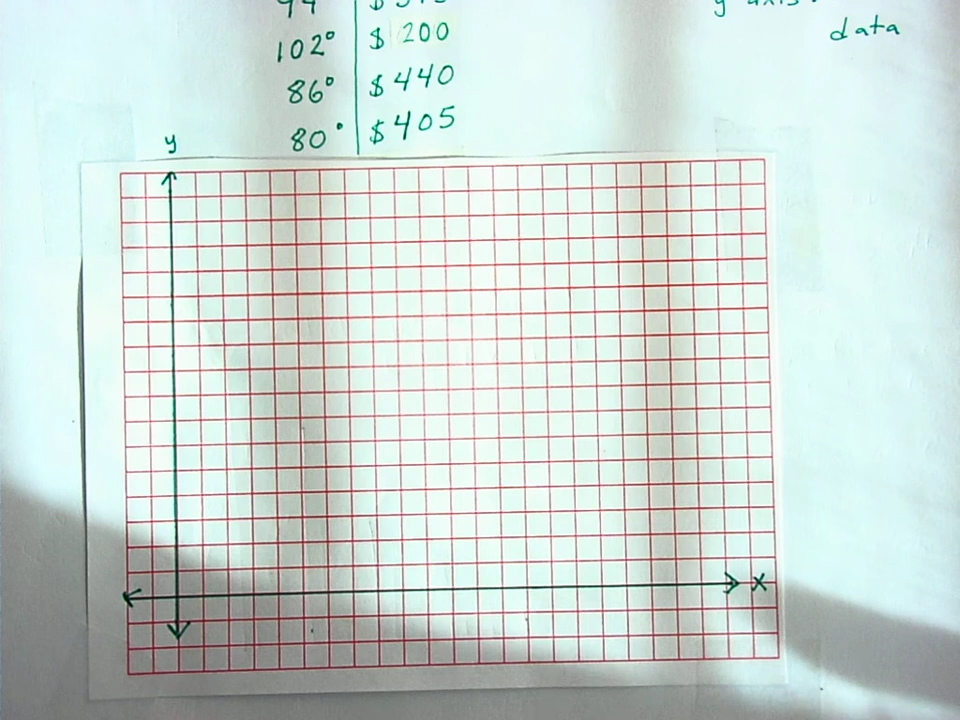 102° $ 200
data
86° $ 440
80° $ 405
y
x